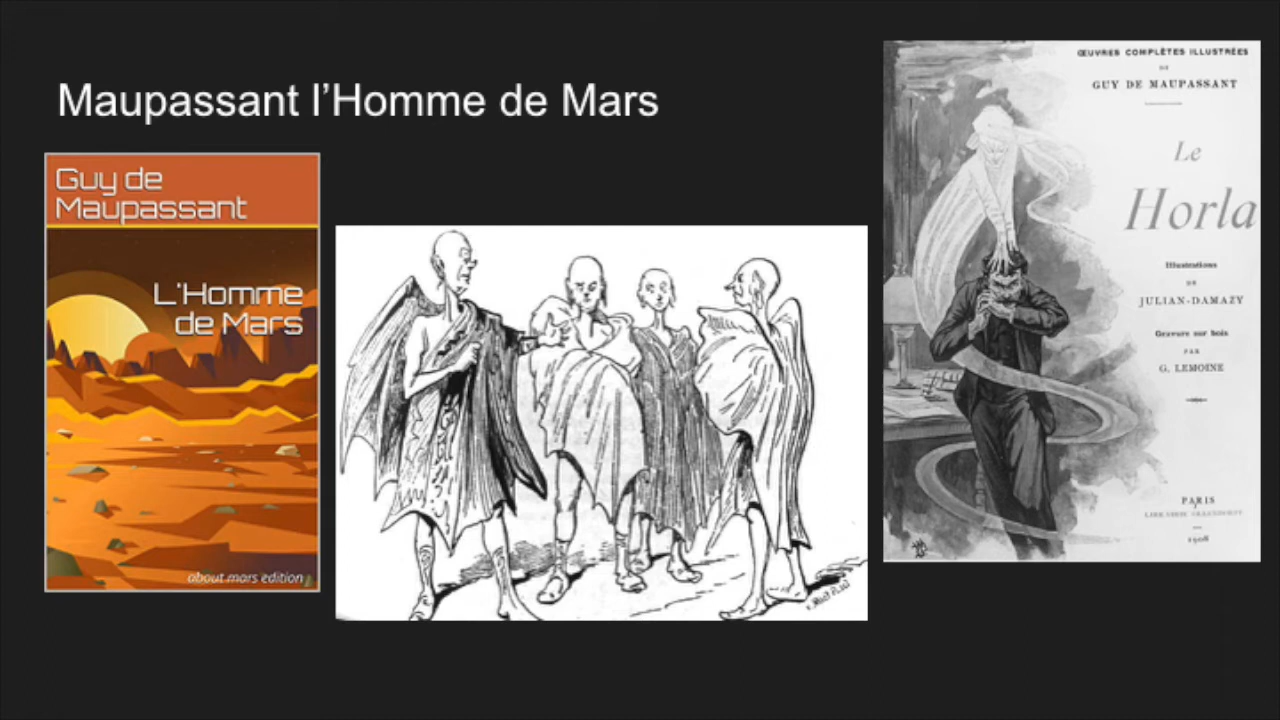 Maupassant l’Homme de Mars
Guy de
Maupassant
L'Homme
de Mars
about mars edition
ŒUVRES COMPLÈTES ILLUSTRÉES
DE
GUY DE MAUPASSANT
Le
Horla
Illustrations
DE
JULIAN-DAMAZY
Gravure sur bois
PAR
G. LEMOINE
PARIS
1908